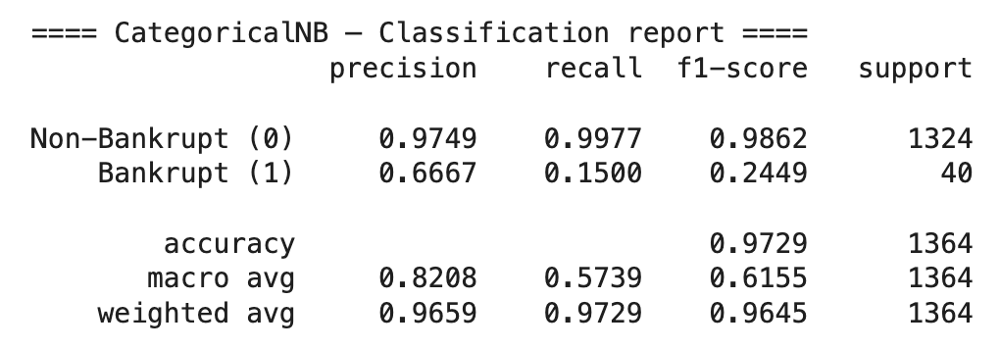 ==== CategoricalNB — Classification report ====
precision recall f1-score support
Non-Bankrupt (0) 0.9749 0.9977 0.9862 1324
Bankrupt (1) 0.6667 0.1500 0.2449 40
accuracy 0.9729 1364
macro avg 0.8208 0.5739 0.6155 1364
weighted avg 0.9659 0.9729 0.9645 1364